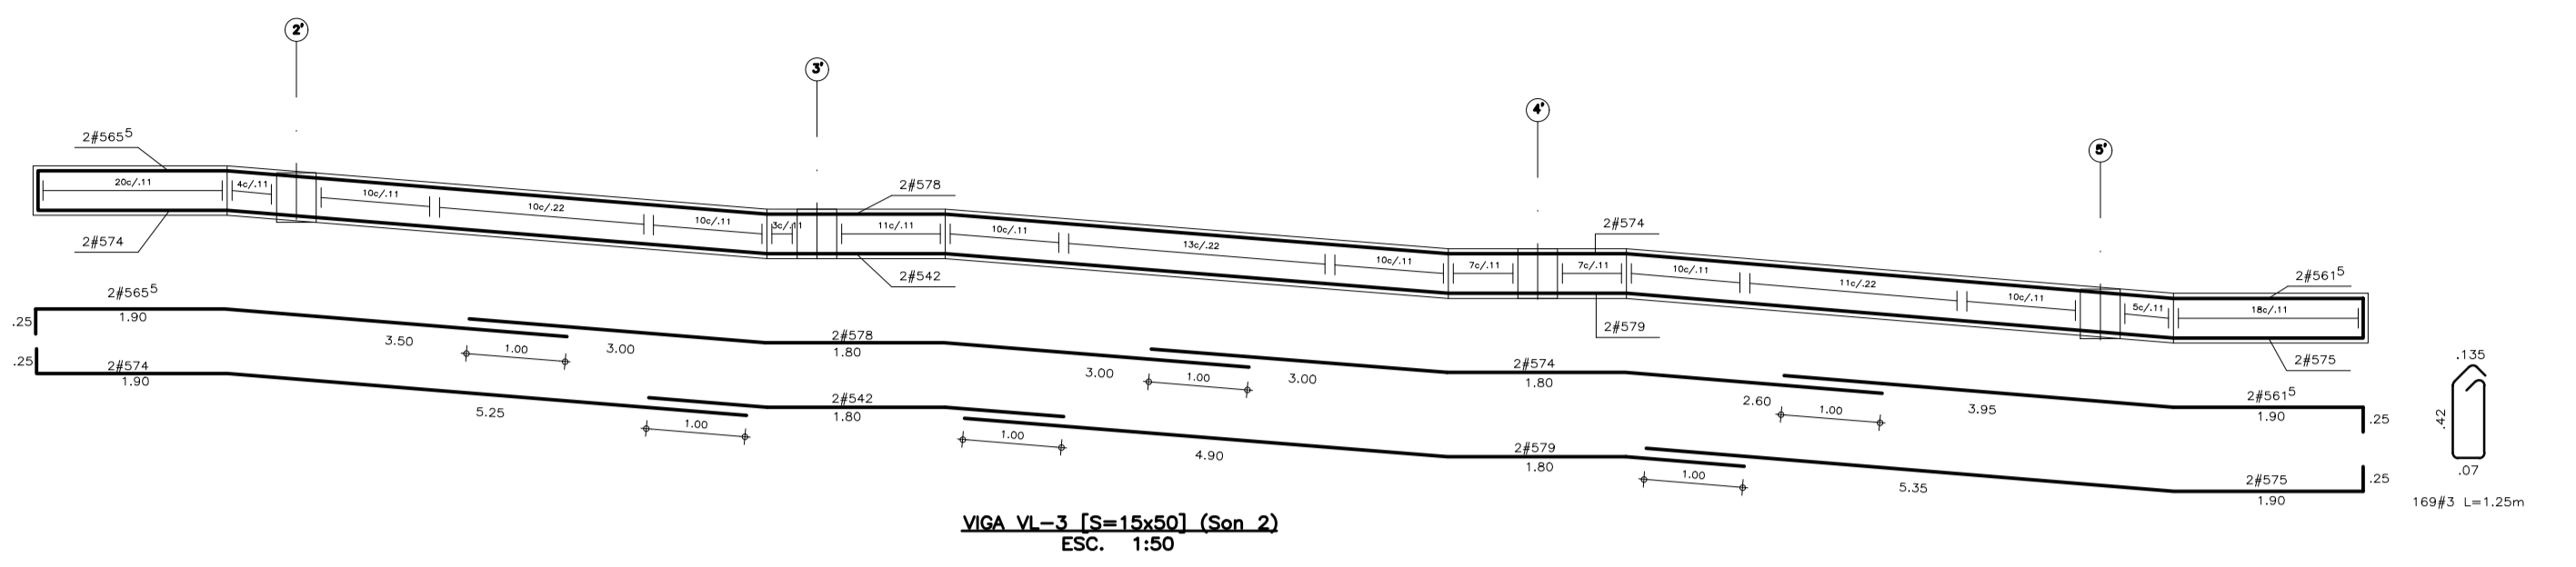 2'
3'
4'
5'
2#565⁵
20c/.11
4c/.11
10c/.11
10c/.22
10c/.11
3c/.11
2#578
11c/.11
10c/.11
13c/.22
10c/.11
7c/.11
2#574
7c/.11
10c/.11
11c/.22
10c/.11
5c/.11
2#561⁵
18c/.11
2#574
2#542
2#579
2#575
2#565⁵
1.90
.25
3.50
1.00
3.00
2#578
1.80
3.00
1.00
3.00
2#574
1.80
2.60
1.00
3.95
2#561⁵
1.90
.25
.25
2#574
1.90
5.25
1.00
2#542
1.80
1.00
4.90
2#579
1.80
1.00
5.35
2#575
1.90
.25
.135
.42
.07
169#3 L=1.25m
VIGA VL-3 [S=15x50] (Son 2)
ESC. 1:50